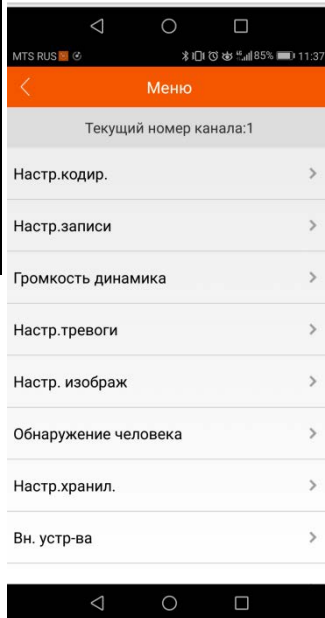 MTS RUS 85% 11:37
Меню
Текущий номер канала:1
Настр.кодир.
Настр.записи
Громкость динамика
Настр.тревоги
Настр. изображ
Обнаружение человека
Настр.хранил.
Вн. устр-ва